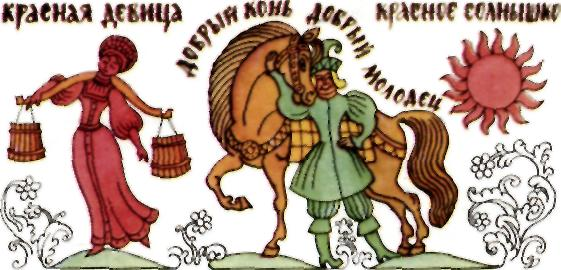 красная девица
добрый конь
добрый молодец
красное солнышко